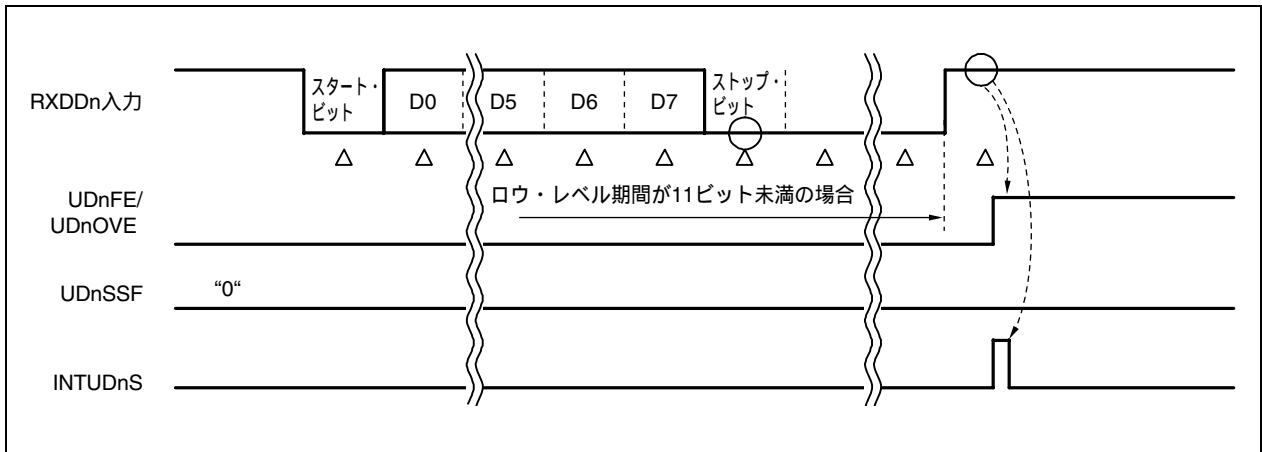 RXDDn入力
スタート・
ビット
D0
D5
D6
D7
ストップ・
ビット
ロウ・レベル期間が11ビット未満の場合
UDnFE/
UDnOVE
UDnSSF
“0“
INTUDnS